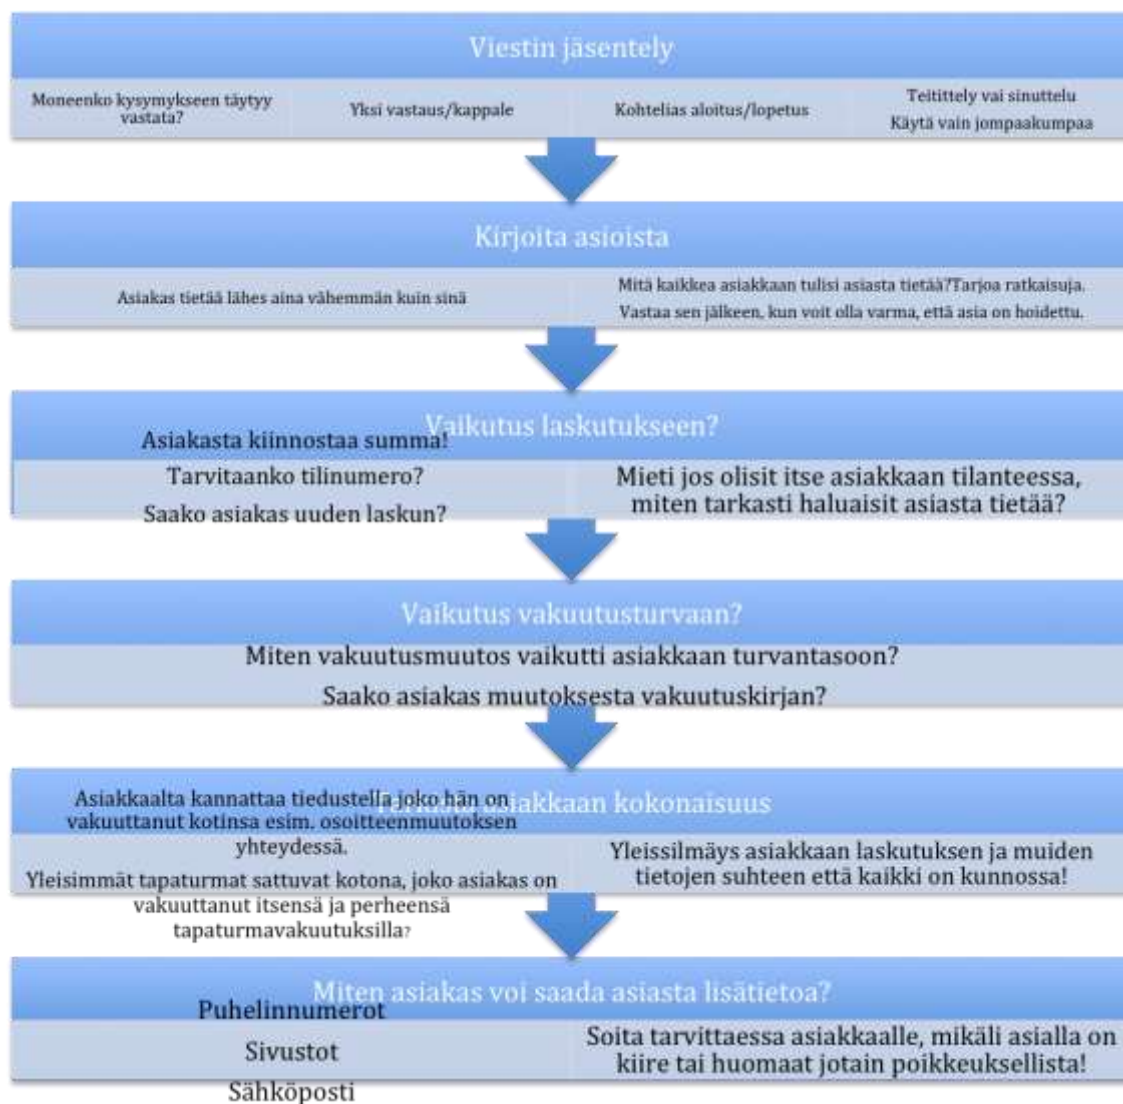 Viestin jäsentely
Moneenko kysymykseen täytyy
vastata?
Yksi vastaus/kappale
Kohtelias aloitus/lopetus
Teitittely vai sinuttelu
Käytä vain jompaakumpaa
Kirjoita asioista
Asiakas tietää lähes aina vähemmän kuin sinä
Mitä kaikkea asiakkaan tulisi asiasta tietää?Tarjoa ratkaisuja.
Vastaa sen jälkeen, kun voit olla varma, että asia on hoidettu.
Vaikutus laskutukseen?
Asiakasta kiinnostaa summa!
Tarvitaanko tilinumero?
Saako asiakas uuden laskun?
Mieti jos olisit itse asiakkaan tilanteessa,
miten tarkasti haluaisit asiasta tietää?
Vaikutus vakuutusturvaan?
Miten vakuutusmuutos vaikutti asiakkaan turvantasoon?
Saako asiakas muutoksesta vakuutuskirjan?
asiakkaan kokonaisuus
Asiakkaalta kannattaa tiedustella joko hän on
vakuuttanut kotinsa esim. osoitteenmuutoksen
yhteydessä.
Yleisimmät tapaturmat sattuvat kotona, joko asiakas on
vakuuttanut itsensä ja perheensä
tapaturmavakuutuksilla?
Yleissilmäys asiakkaan laskutuksen ja muiden
tietojen suhteen että kaikki on kunnossa!
Miten asiakas voi saada asiasta lisätietoa?
Puhelinnumerot
Sivustot
Sähköposti
Soita tarvittaessa asiakkaalle, mikäli asialla on
kiire tai huomaat jotain poikkeuksellista!